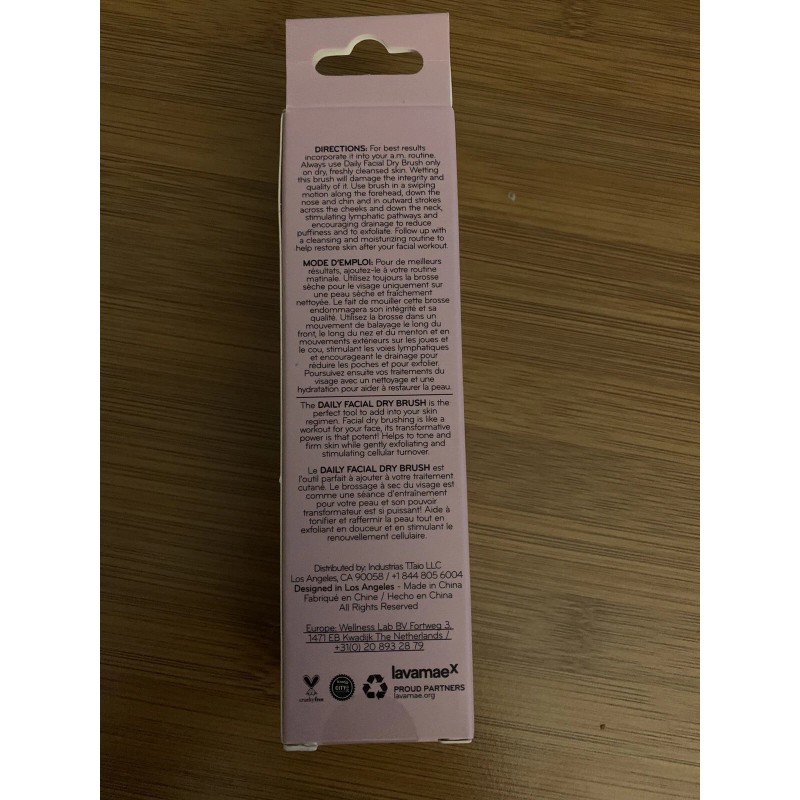 DIRECTIONS: For best results
incorporate it into your a.m. routine.
Always use Daily Facial Dry Brush only
on dry, freshly cleansed skin. Wetting
this brush will damage the integrity and
quality of it. Use brush in a swiping
motion along the forehead, down the
nose and chin and in outward strokes
across the cheeks and down the neck,
stimulating lymphatic pathways and
encouraging drainage to reduce
puffiness and to exfoliate. Follow up with
a cleansing and moisturizing routine to
help restore skin after your facial workout.
MODE D'EMPLOI: Pour de meilleurs
résultats, ajoutez-le à votre routine
matinale. Utilisez toujours la brosse
sèche pour le visage uniquement sur
une peau sèche et fraîchement
nettoyée. Le fait de mouiller cette brosse
endommagera son intégrité et sa
qualité. Utilisez la brosse dans un
mouvement de balayage le long du
front, le long du nez et du menton et en
mouvements extérieurs sur les joues et
le cou, stimulant les voies lymphatiques
et encourageant le drainage pour
réduire les poches et pour exfolier.
Poursuivez ensuite vos traitements du
visage avec un nettoyage et une
hydratation pour aider à restaurer la peau.
The DAILY FACIAL DRY BRUSH is the
perfect tool to add into your skin
regimen. Facial dry brushing is like a
workout for your face, its transformative
power is that potent! Helps to tone and
firm skin while gently exfoliating and
stimulating cellular turnover.
Le DAILY FACIAL DRY BRUSH est
l'outil parfait à ajouter à votre traitement
cutané. Le brossage à sec du visage est
comme une séance d'entraînement
pour votre peau et son pouvoir
transformateur est si puissant! Aide à
tonifier et raffermir la peau tout en
exfoliant en douceur et en stimulant le
renouvellement cellulaire.
Distributed by: Industrias T.Taio LLC
Los Angeles, CA 90058 / +1 844 805 6004
Designed in Los Angeles - Made in China
Fabriqué en Chine / Hecho en China
All Rights Reserved
Europe: Wellness Lab BV Fortweg 3,
1471 EB Kwadijk The Netherlands /
+31(0) 20 893 28 79
crueltyfree
CITY
lavamaeX
PROUD PARTNERS
lavamae.org